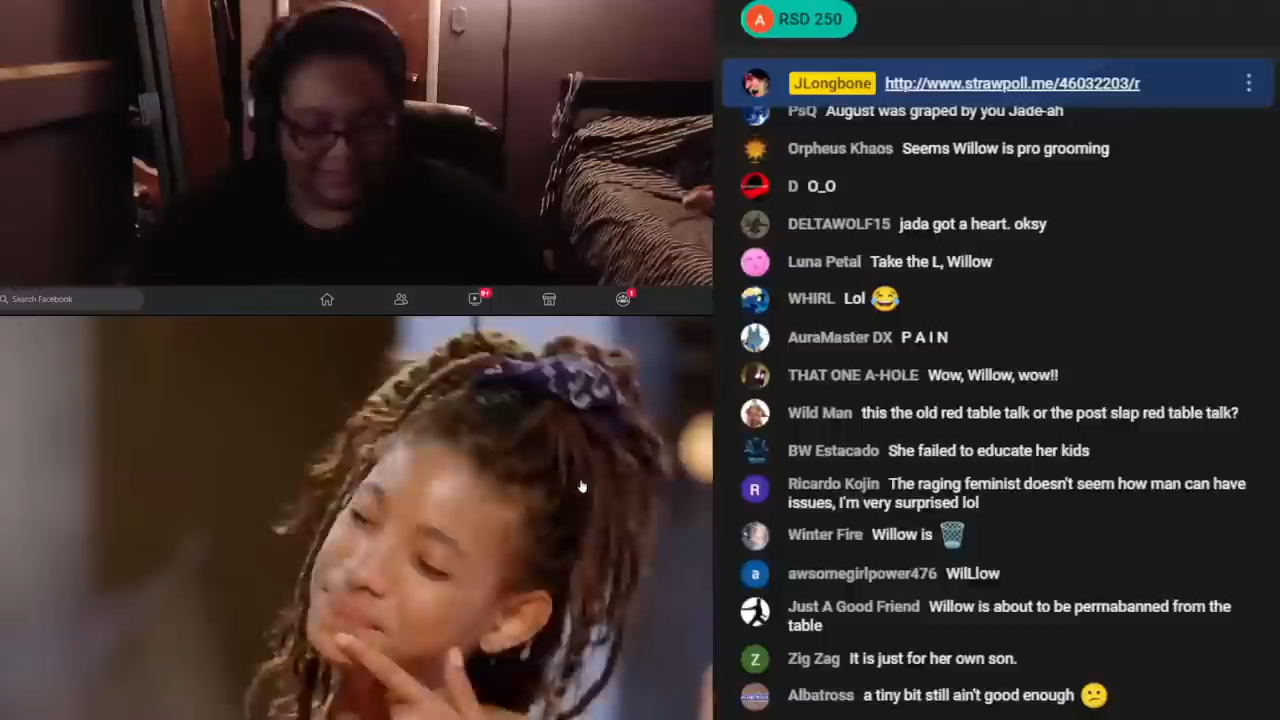 RSD 250
A
JLongbone http://www.strawpoll.me/46032203/r
PsQ August was graped by you Jade-ah
Orpheus Khaos Seems Willow is pro grooming
D O_O
DELTAWOLF15 jada got a heart. oksy
Luna Petal Take the L, Willow
WHIRL Lol 😂
AuraMaster DX P A I N
THAT ONE A-HOLE Wow, Willow, wow!!
Wild Man this the old red table talk or the post slap red table talk?
BW Estacado She failed to educate her kids
R
Ricardo Kojin The raging feminist doesn't seem how man can have
issues, I'm very surprised lol
Winter Fire Willow is 🗑️
a
awsomegirlpower476 WilLlow
Just A Good Friend Willow is about to be permabanned from the
table
Z
Zig Zag It is just for her own son.
Albatross a tiny bit still ain't good enough 😕
Search Facebook
9+
1